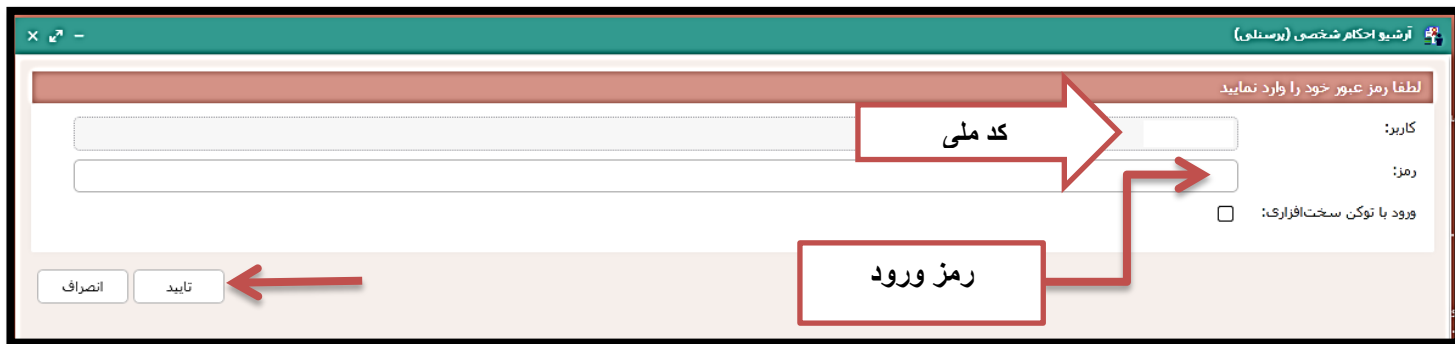 آرشیو احکام شخصی (پرسنلی)
لطفا رمز عبور خود را وارد نمایید
کاربر:
کد ملی
رمز:
ورود با توکن سخت‌افزاری:
رمز ورود
تایید
انصراف